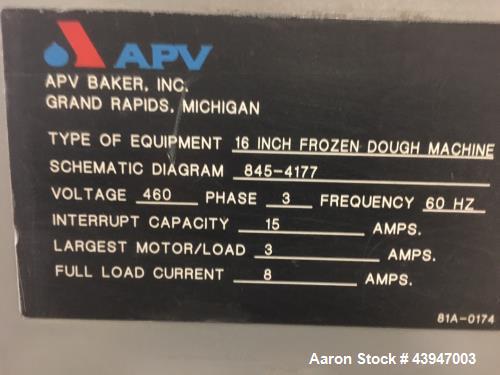 APV
APV BAKER, INC.
GRAND RAPIDS, MICHIGAN
TYPE OF EQUIPMENT 16 INCH FROZEN DOUGH MACHINE
SCHEMATIC DIAGRAM 845-4177
VOLTAGE 460 PHASE 3 FREQUENCY 60 HZ
INTERRUPT CAPACITY 15 AMPS.
LARGEST MOTOR/LOAD 3 AMPS.
FULL LOAD CURRENT 8 AMPS.
81A-0174
Aaron Stock # 43947003